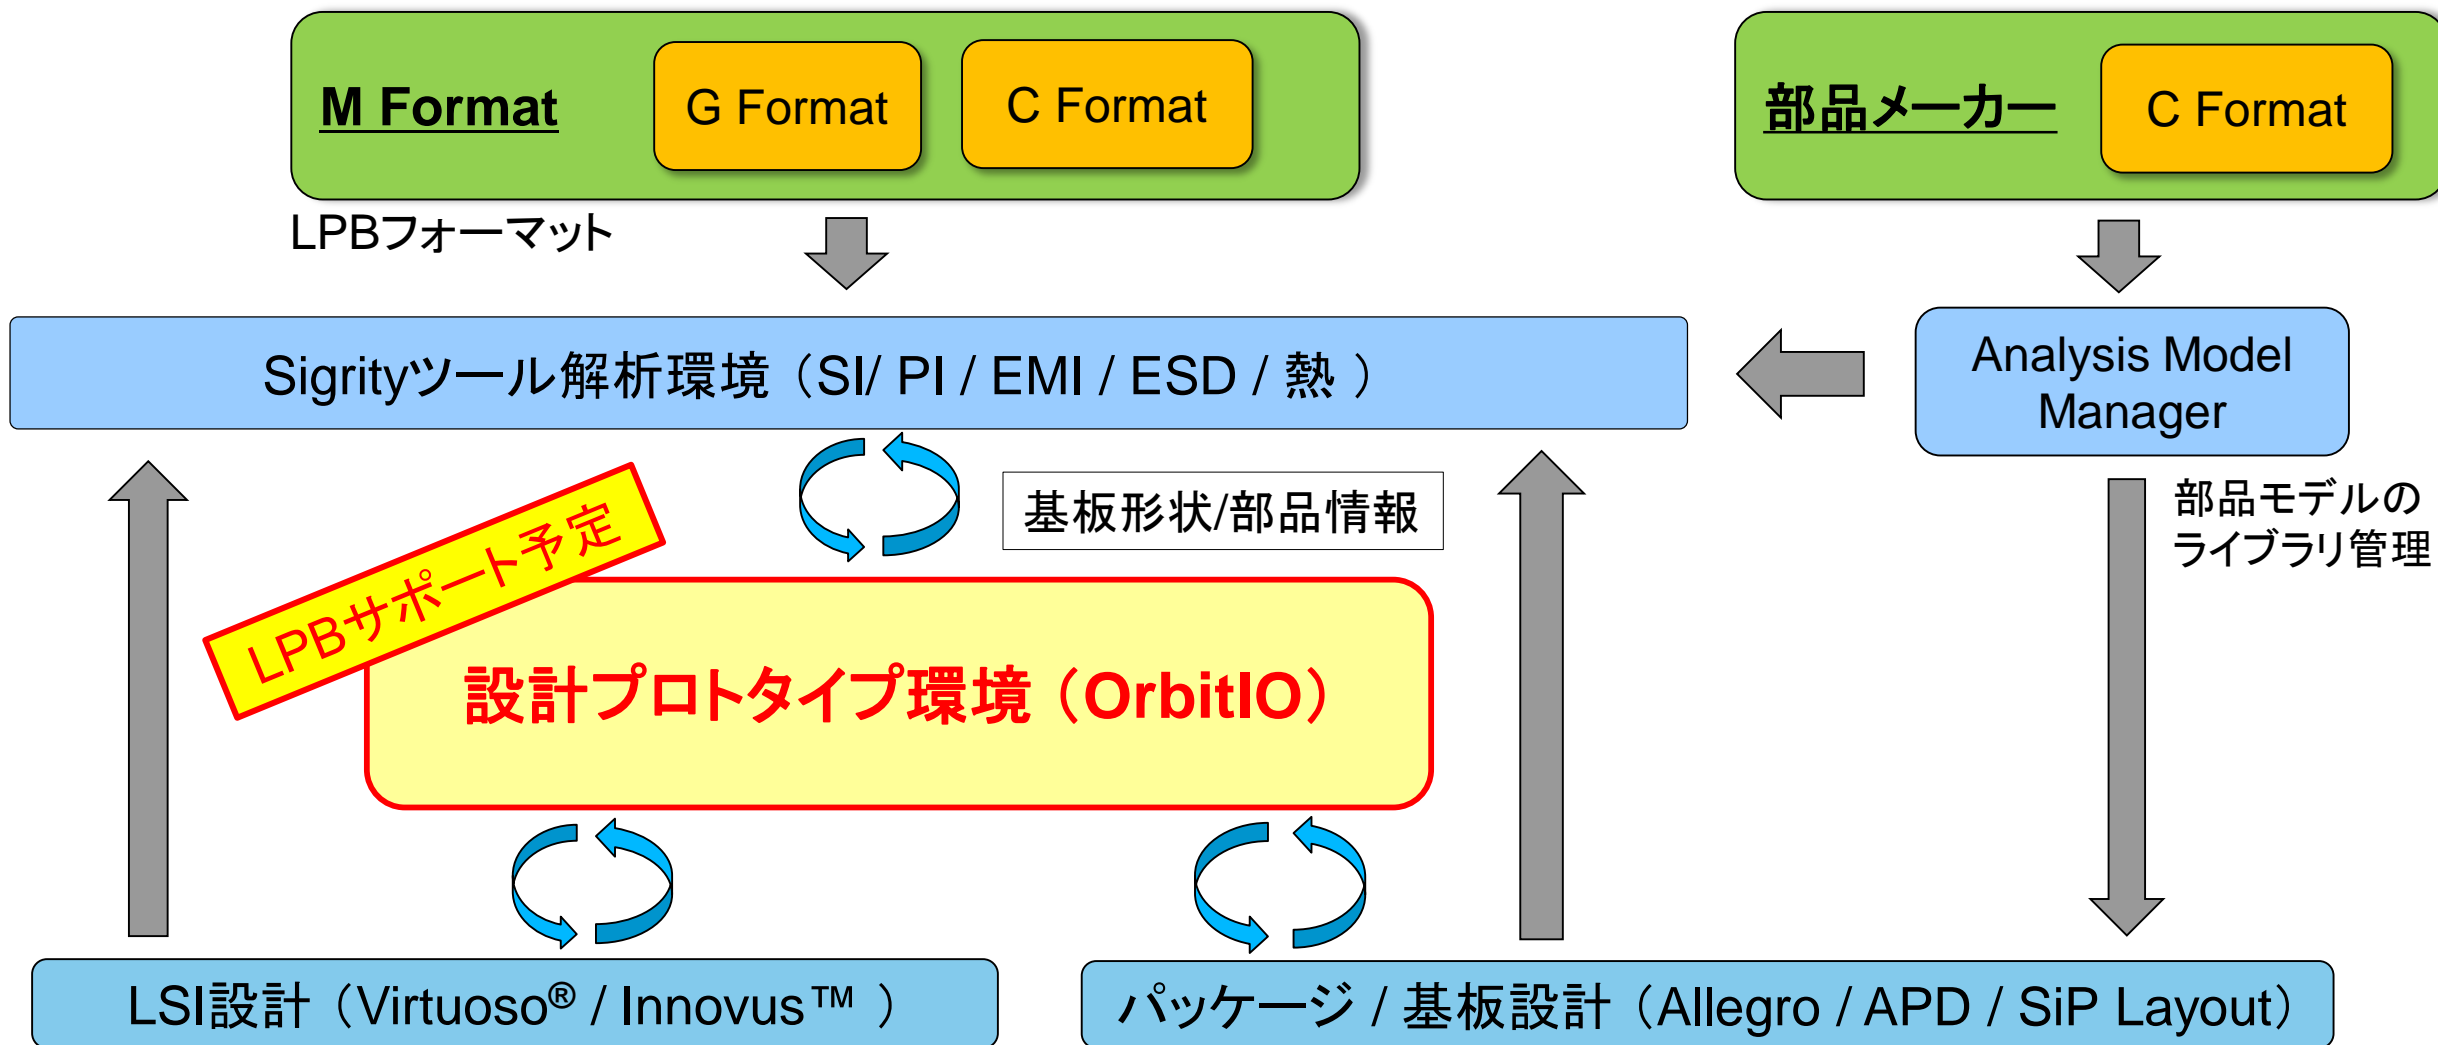 M Format
G Format
C Format
部品メーカー
C Format
LPBフォーマット
Sigrityツール解析環境（SI/ PI / EMI / ESD / 熱 ）
Analysis Model
Manager
基板形状/部品情報
部品モデルの
ライブラリ管理
LPBサポート予定
設計プロトタイプ環境（OrbitIO）
LSI設計（Virtuoso® / Innovus™ ）
パッケージ / 基板設計（Allegro / APD / SiP Layout）